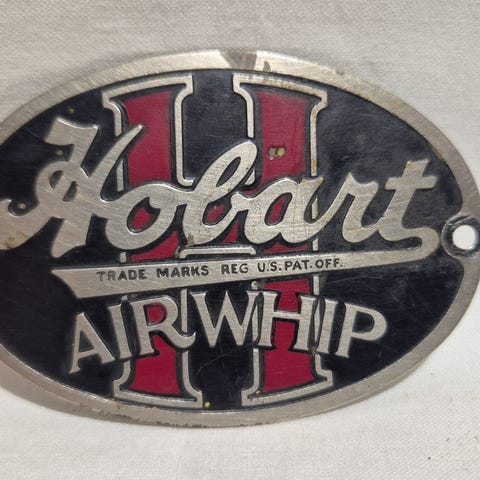 H
Hobart
TRADE MARKS REG U.S. PAT. OFF.
AIRWHIP